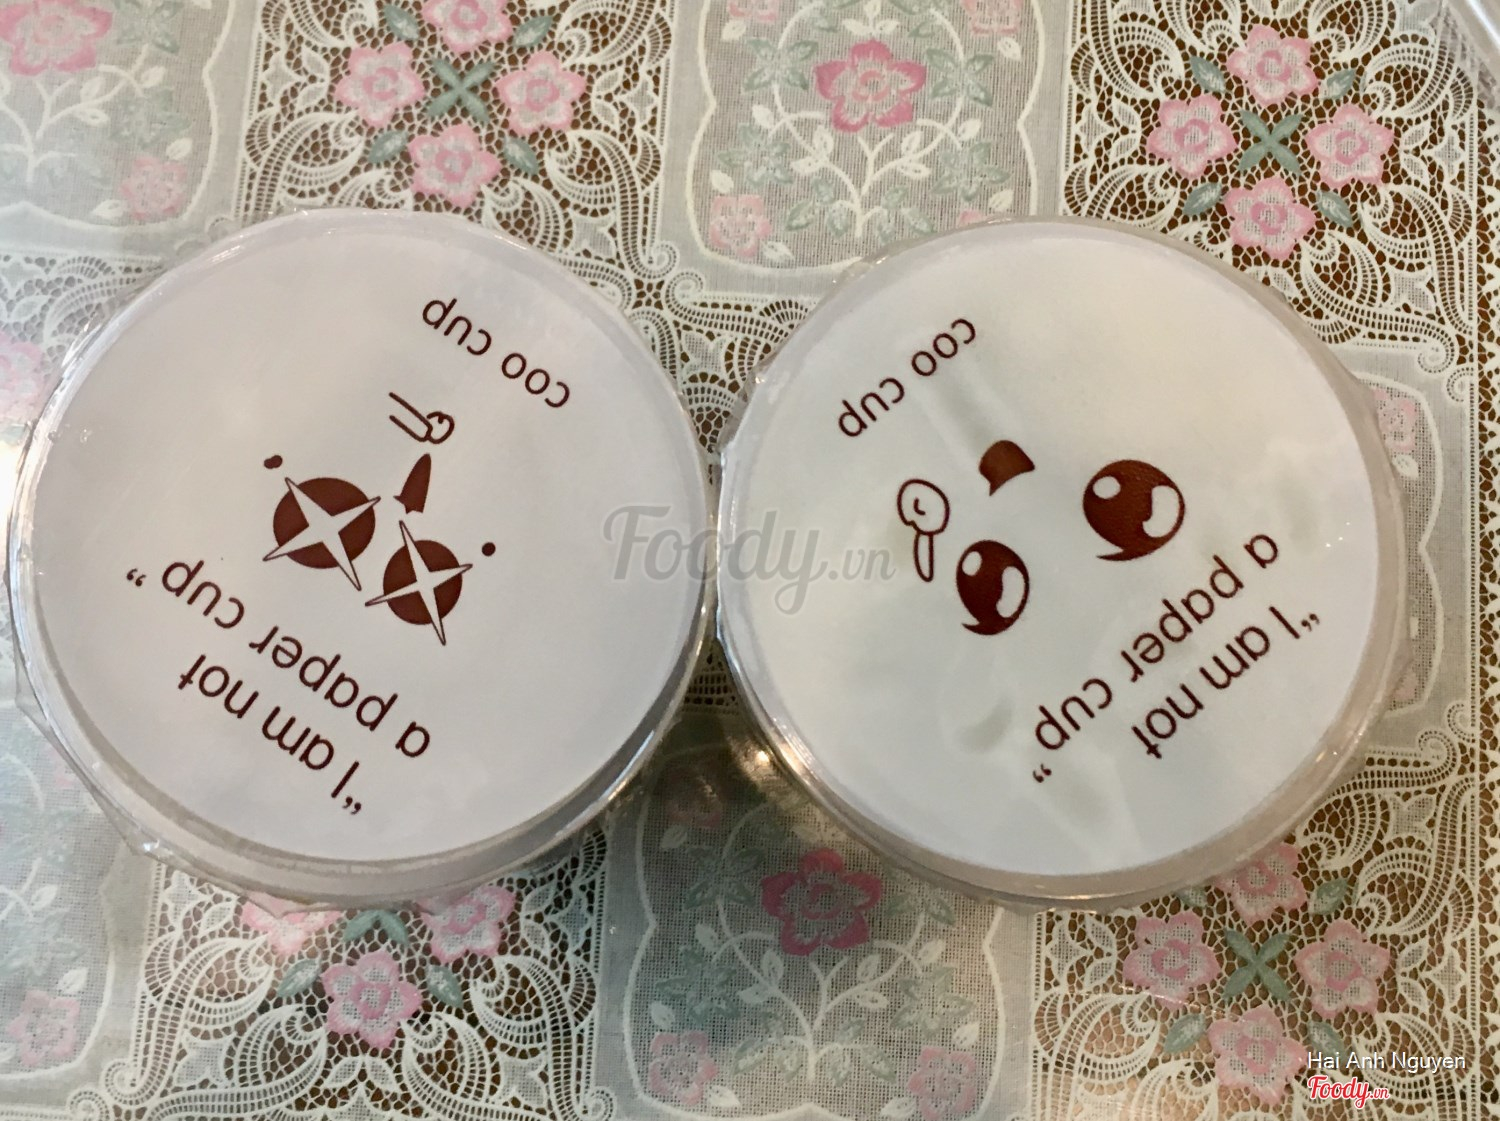 "I am not
a paper cup"
coo cup
"I am not
a paper cup"
coo cup
Foody.vn
Hai Anh Nguyen
Foody.vn